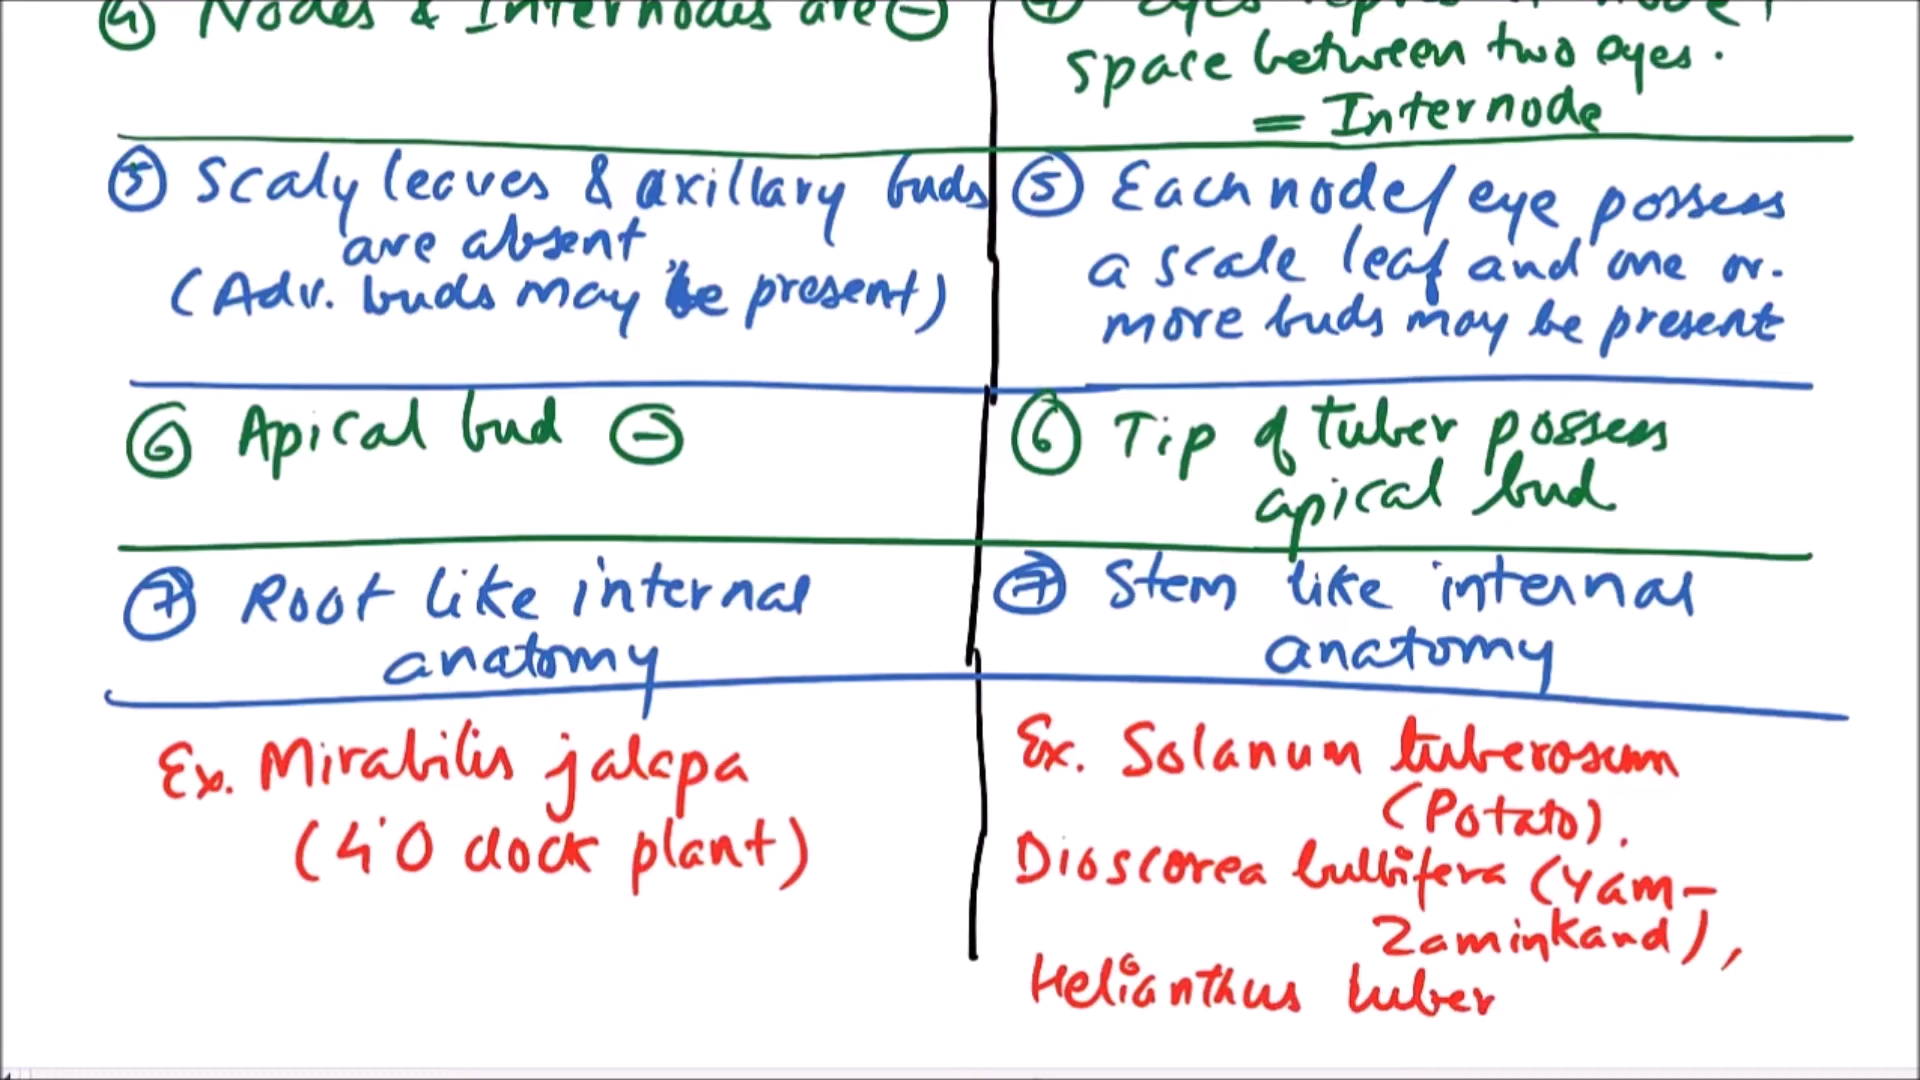 ④ Nodes & Internodes are ⊖
space between two eyes.
= Internode
⑤ Scaly leaves & axillary buds
are absent
(Adv. buds may be present)
⑤ Each node/eye possess
a scale leaf and one or
more buds may be present
⑥ Apical bud ⊖
⑥ Tip of tuber possess
apical bud
⑦ Root like internal
anatomy
⑦ Stem like internal
anatomy
Ex. Mirabilis jalapa
(4'O clock plant)
Ex. Solanum tuberosum
(Potato).
Dioscorea bulbifera (Yam-
Zaminkand),
Helianthus tuber